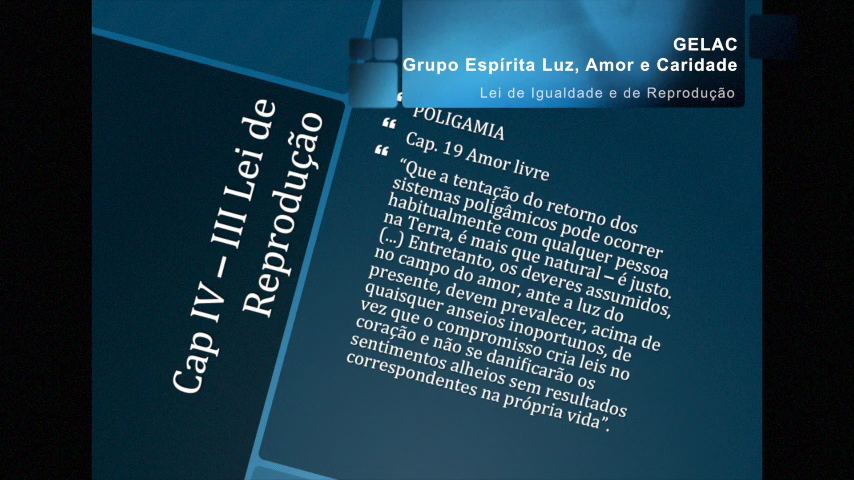 GELAC
Grupo Espírita Luz, Amor e Caridade
Lei de Igualdade e de Reprodução
Cap IV – III Lei de
Reprodução
POLIGAMIA
Cap. 19 Amor livre
“Que a tentação do retorno dos
sistemas poligâmicos pode ocorrer
habitualmente com qualquer pessoa
na Terra, é mais que natural – é justo.
(...) Entretanto, os deveres assumidos,
no campo do amor, ante a luz do
presente, devem prevalecer, acima de
quaisquer anseios inoportunos, de
vez que o compromisso cria leis no
coração e não se danificarão os
sentimentos alheios sem resultados
correspondentes na própria vida”.